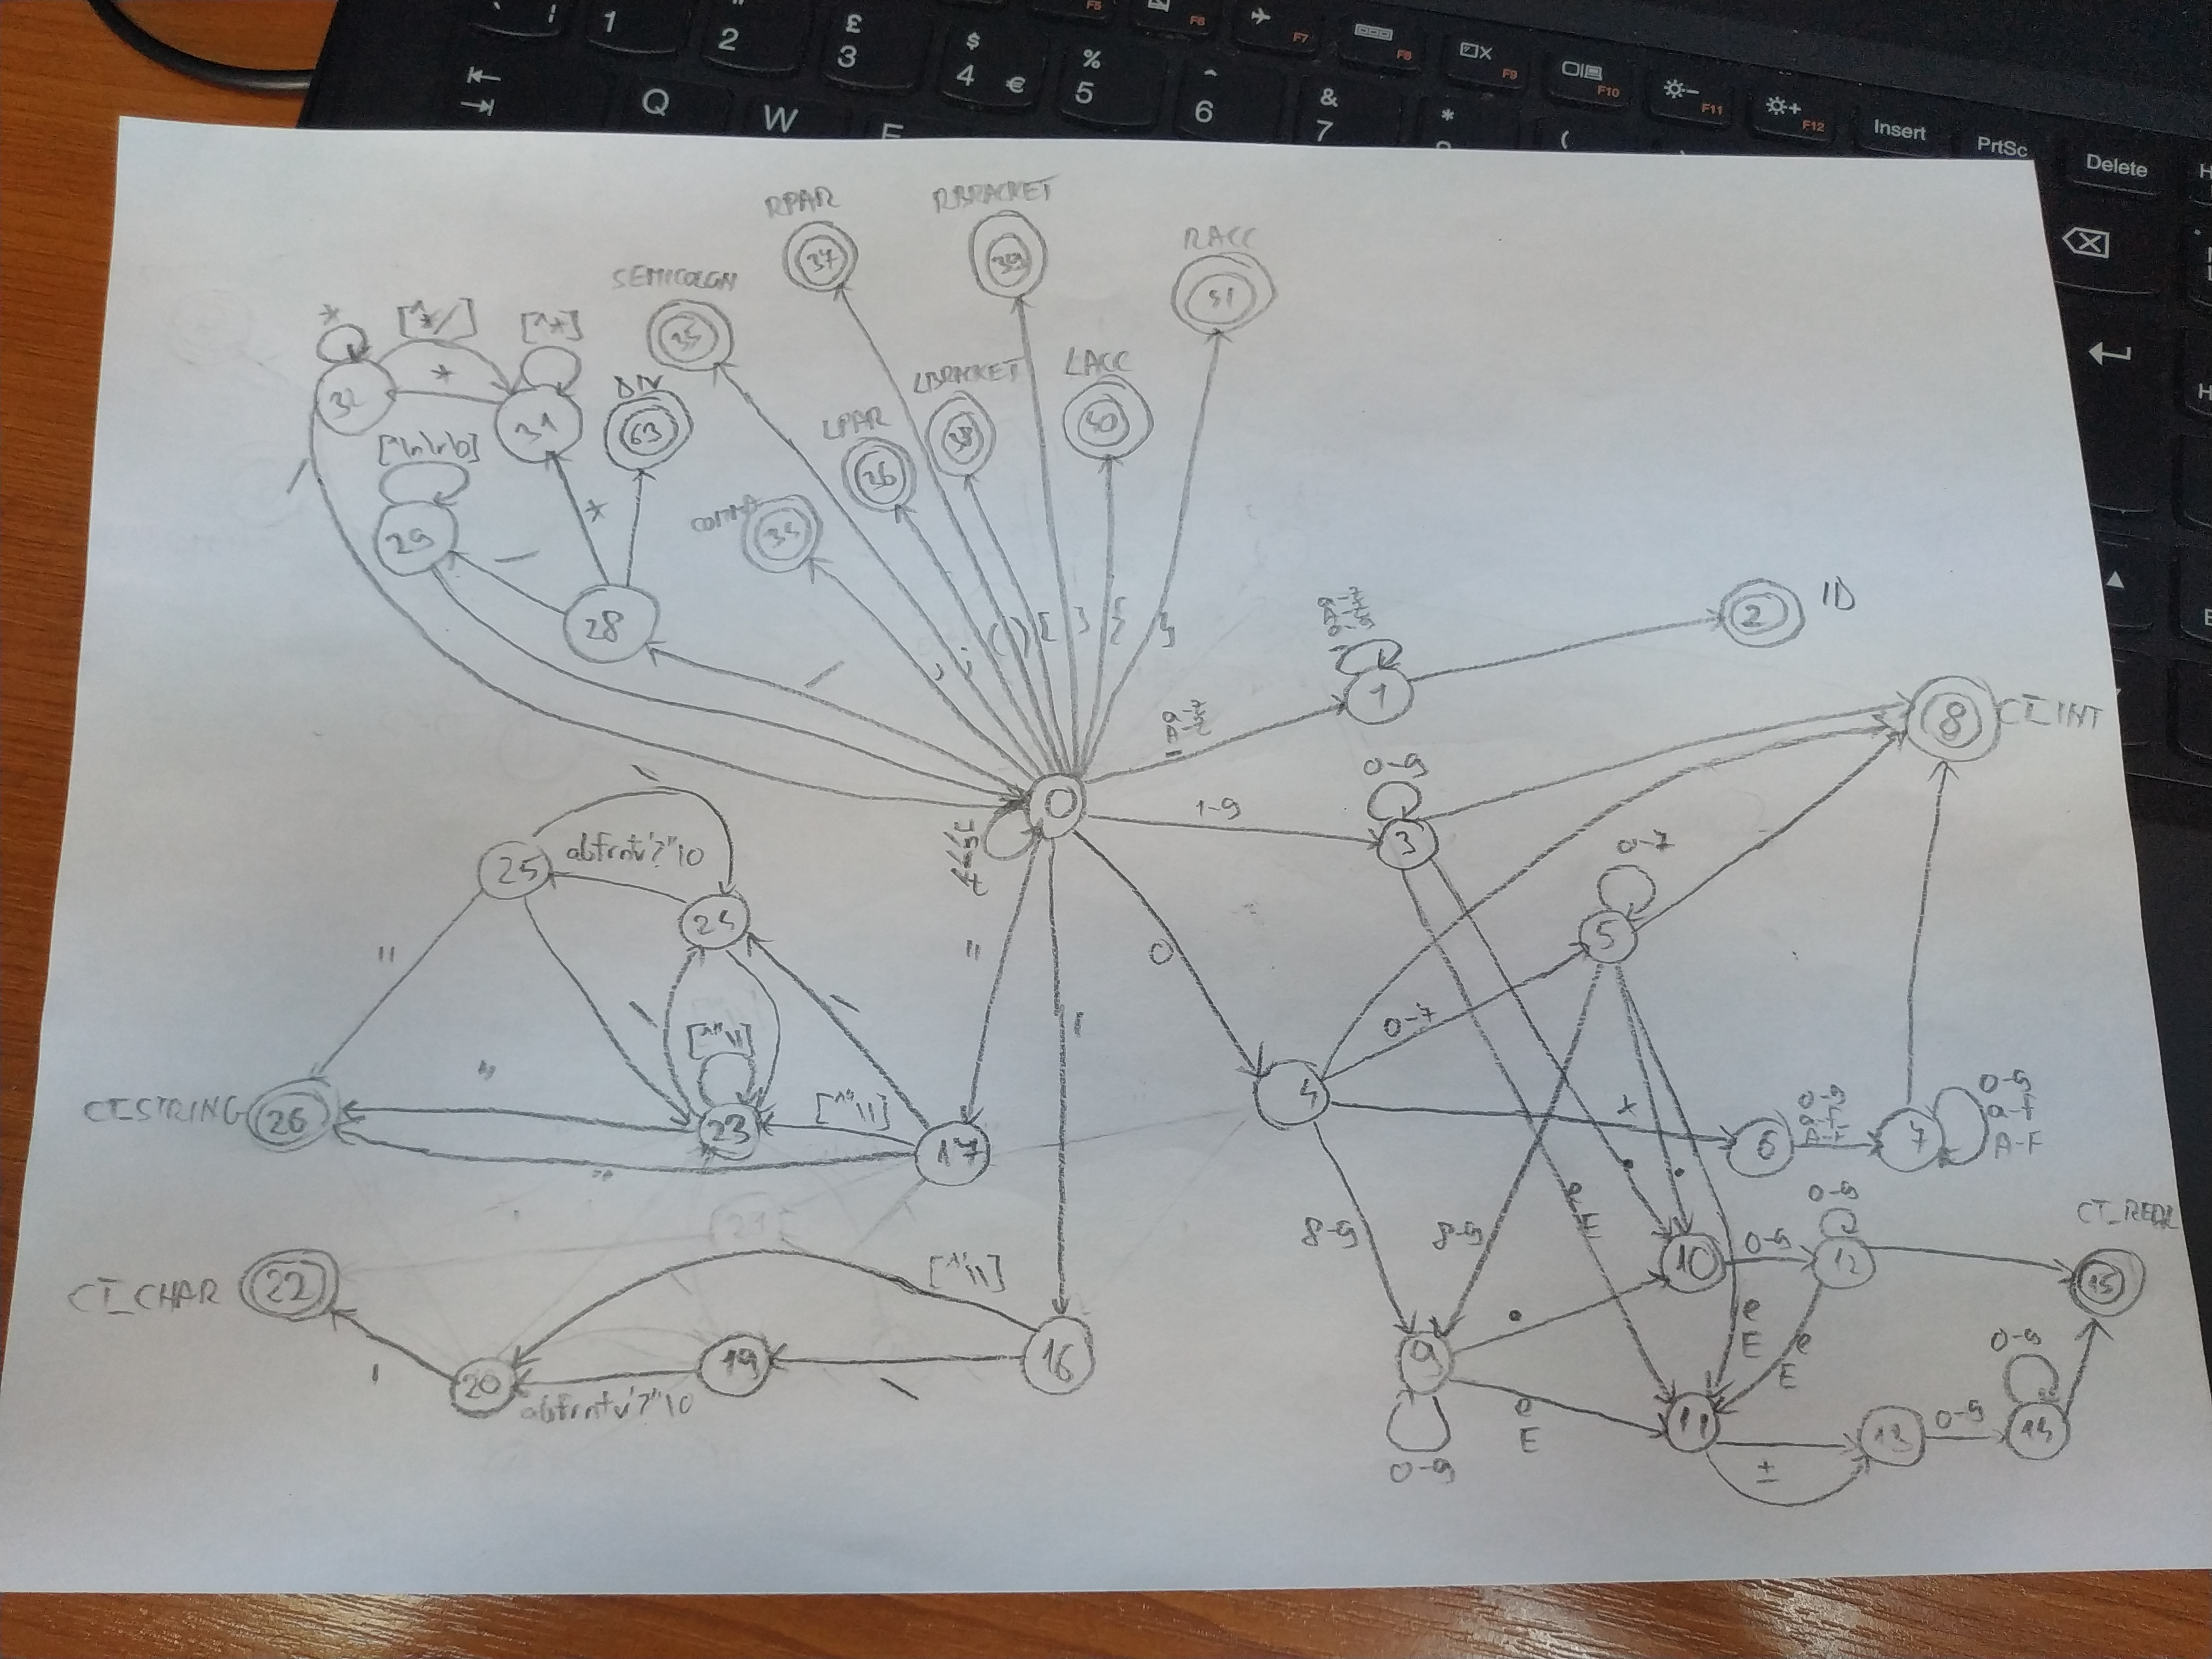 1
2
£
3
$
4
€
%
5
^
6
&
7
*
F5
F6
F7
F8
F9
F10
F11
F12
Insert
PrtSc
Delete
Q
W
E
RPAR
37
RBRACKET
39
RACC
51
SEMICOLON
35
LBRACKET
38
LACC
50
LPAR
36
COMMA
34
DIV
63
*
[^*/]
[^*]
*
32
31
[^\n\r\0]
29
*
/
/
28
/
, ; ( ) [ ] { }
a-z
A-Z
_
a-z
A-Z
0-9
1
2
ID
0
1-9
0-9
3
8
CT_INT
\
25
abfnrtv'?"\0
24
"
"
0
0-7
5
0-7
\
[^"\\]
\
4
x
6
0-9
a-f
A-F
7
0-9
a-f
A-F
CT_STRING
26
"
23
[^"\\]
17
"
'
8-9
8-9
.
.
e
E
10
0-9
12
0-9
CT_REAL
15
CT_CHAR
22
[^'\\]
'
20
abfnrtv'?"\0
19
\
16
9
.
0-9
e
E
e
E
e
E
11
±
13
0-9
14
0-9